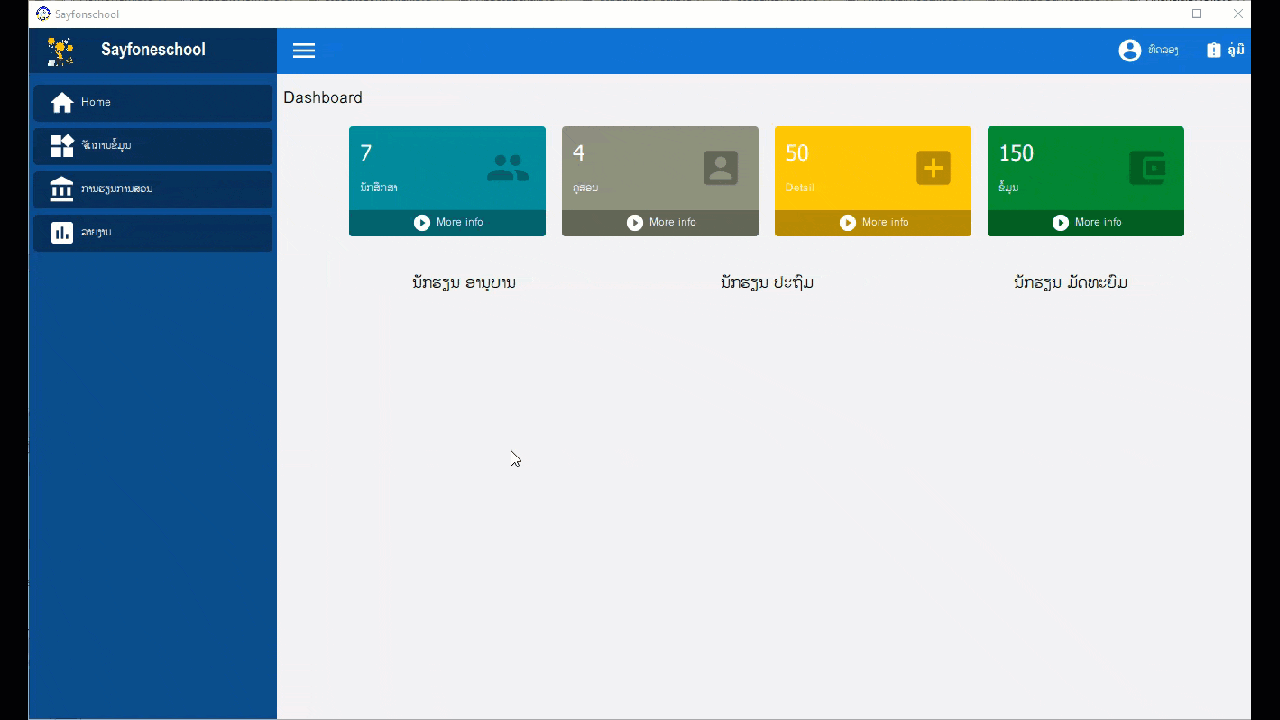 Sayfonschool
Sayfoneschool
ທົດລອງ
ຄູ່ມື
Home
ຈັດການຂໍ້ມູນ
ການຮຽນການສອນ
ລາຍງານ
Dashboard
7
ນັກສຶກສາ
More info
4
ຄູສອນ
More info
50
Detail
More info
150
ຂໍ້ມູນ
More info
ນັກຮຽນ ອານຸບານ
ນັກຮຽນ ປະຖົມ
ນັກຮຽນ ມັດທະຍົມ